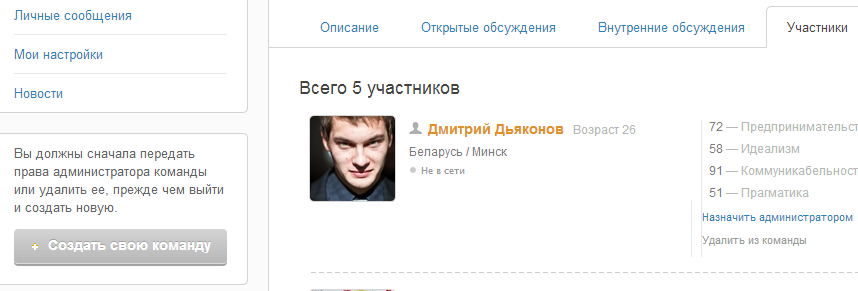 Личные сообщения
Мои настройки
Новости
Вы должны сначала передать
права администратора команды
или удалить ее, прежде чем выйти
и создать новую.
+ Создать свою команду
Описание Открытые обсуждения Внутренние обсуждения Участники
Всего 5 участников
Дмитрий Дьяконов Возраст 26
Беларусь / Минск
Не в сети
72 — Предпринимательст
58 — Идеализм
91 — Коммуникабельност
51 — Прагматика
Назначить администратором
Удалить из команды